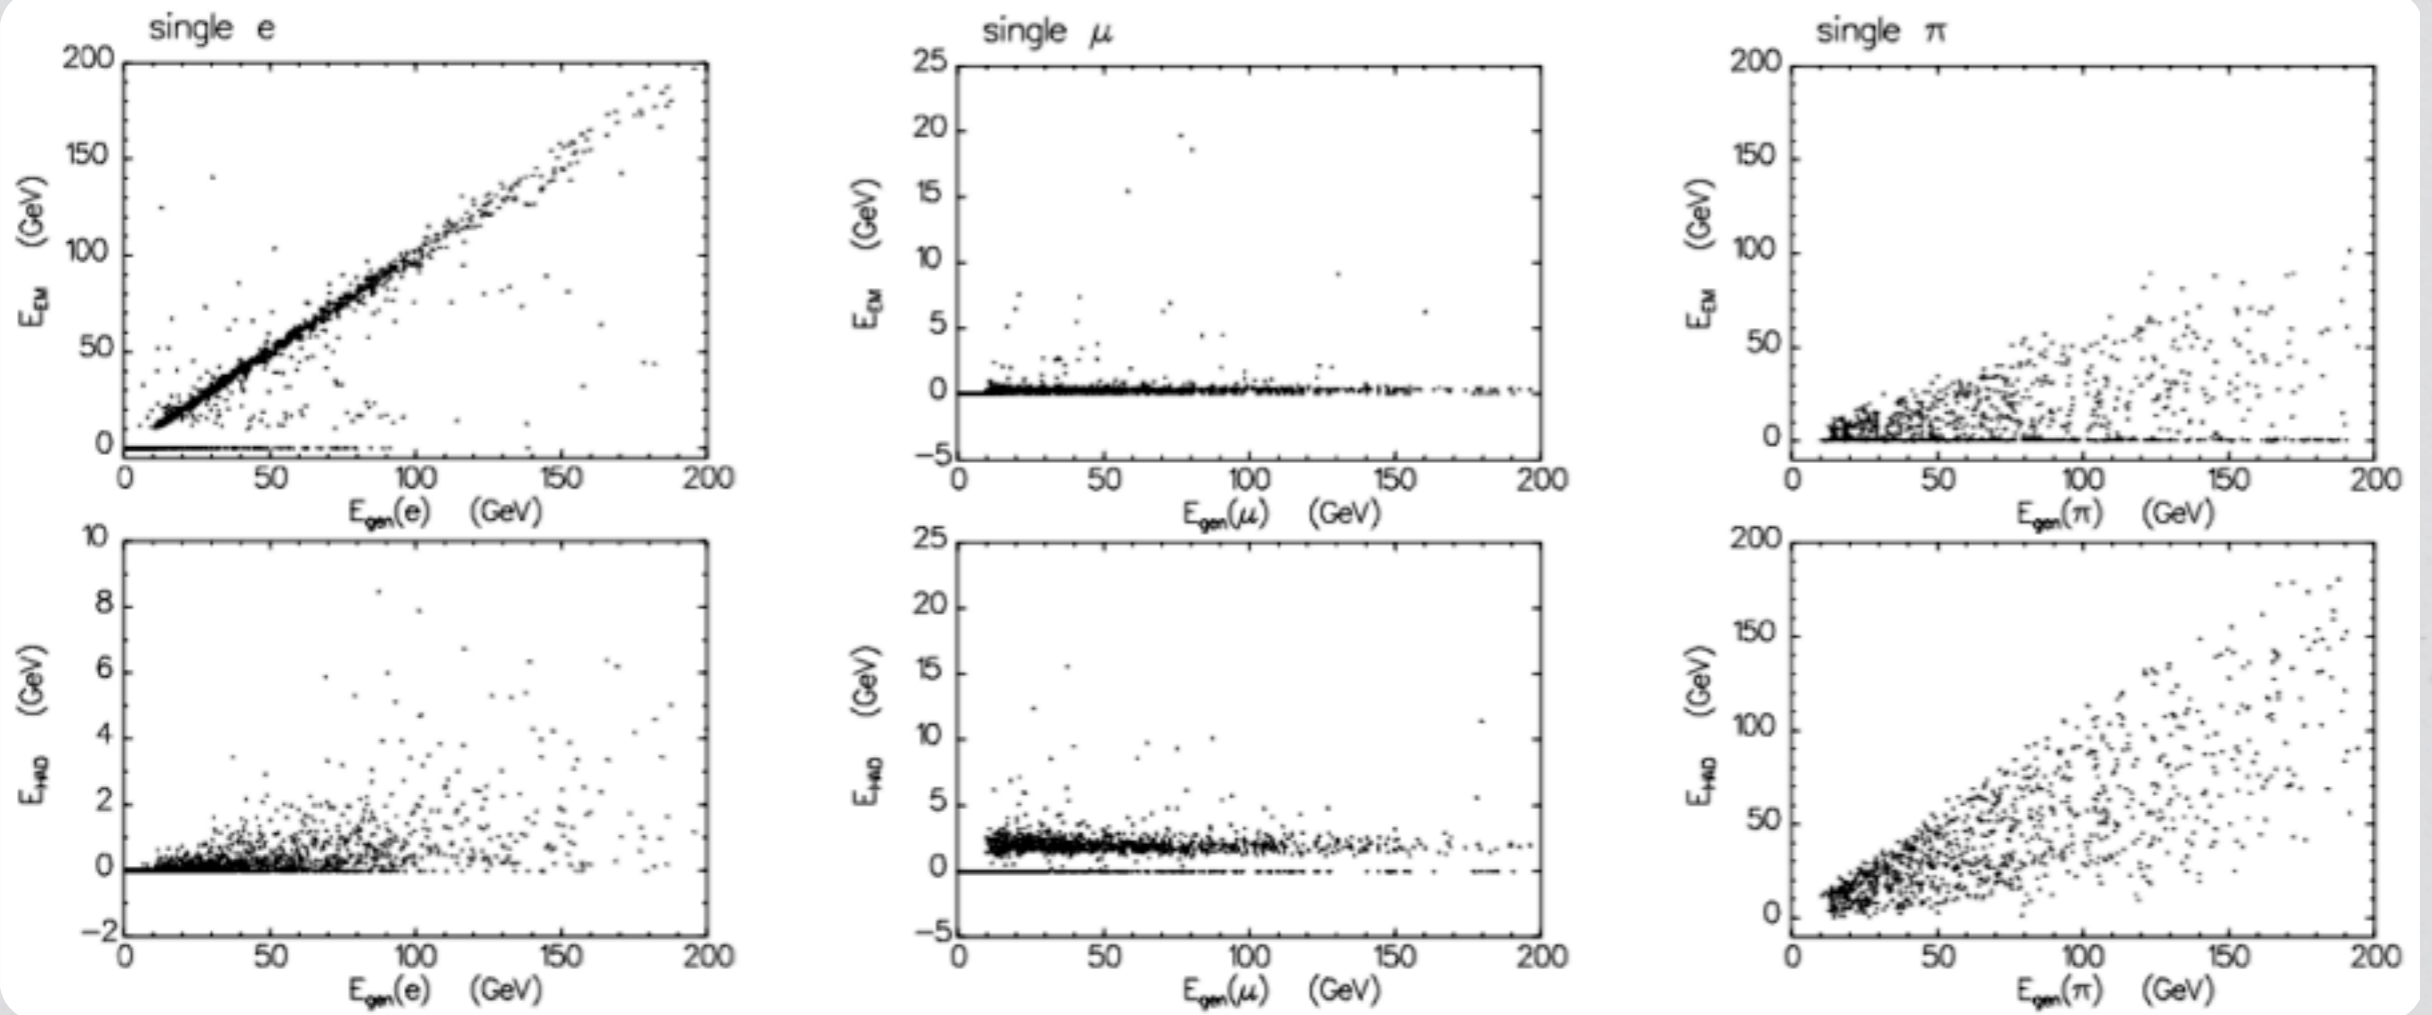 single e
200
150
100
50
0
E_EM (GeV)
0 50 100 150 200
E_gen(e) (GeV)
single μ
25
20
15
10
5
0
−5
E_EM (GeV)
0 50 100 150 200
E_gen(μ) (GeV)
single π
200
150
100
50
0
E_EM (GeV)
0 50 100 150 200
E_gen(π) (GeV)
10
8
6
4
2
0
−2
E_HAD (GeV)
0 50 100 150 200
E_gen(e) (GeV)
25
20
15
10
5
0
−5
E_HAD (GeV)
0 50 100 150 200
E_gen(μ) (GeV)
200
150
100
50
0
E_HAD (GeV)
0 50 100 150 200
E_gen(π) (GeV)